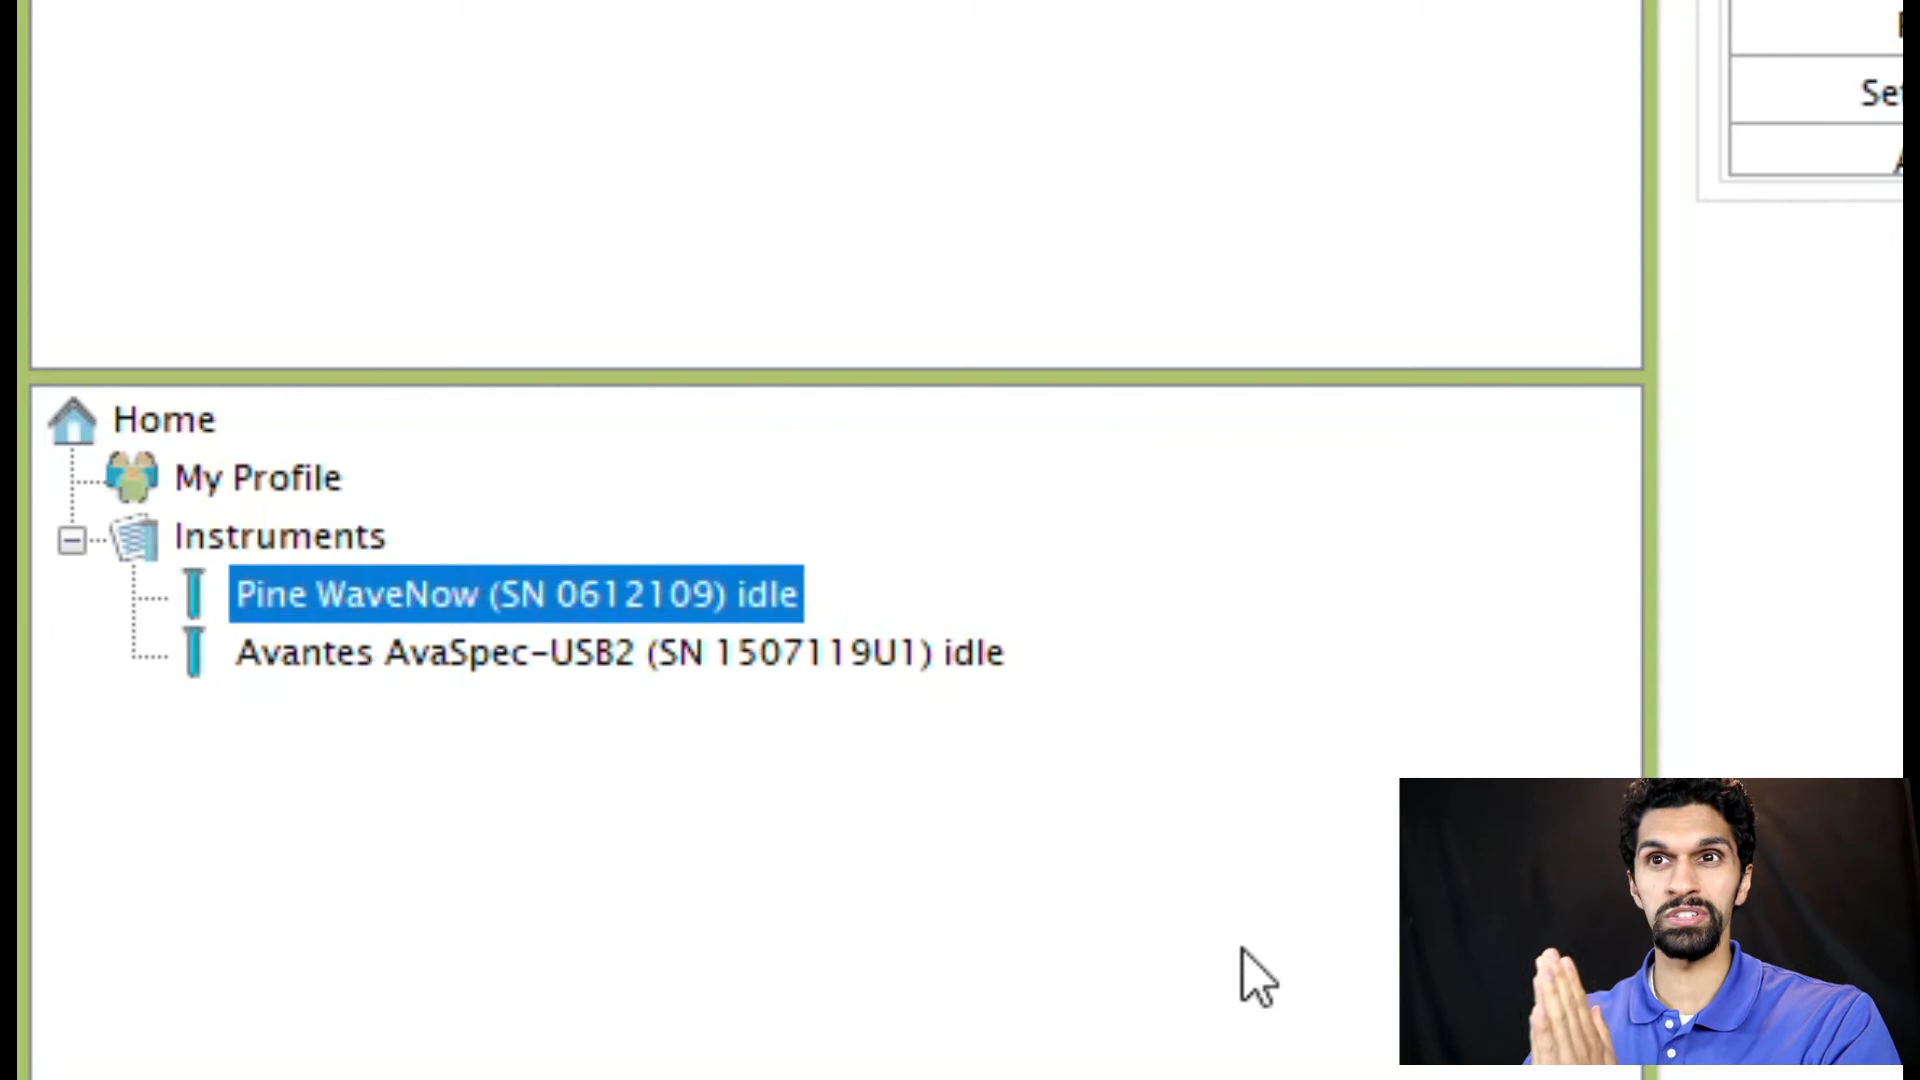 Home
My Profile
Instruments
Pine WaveNow (SN 0612109) idle
Avantes AvaSpec-USB2 (SN 1507119U1) idle